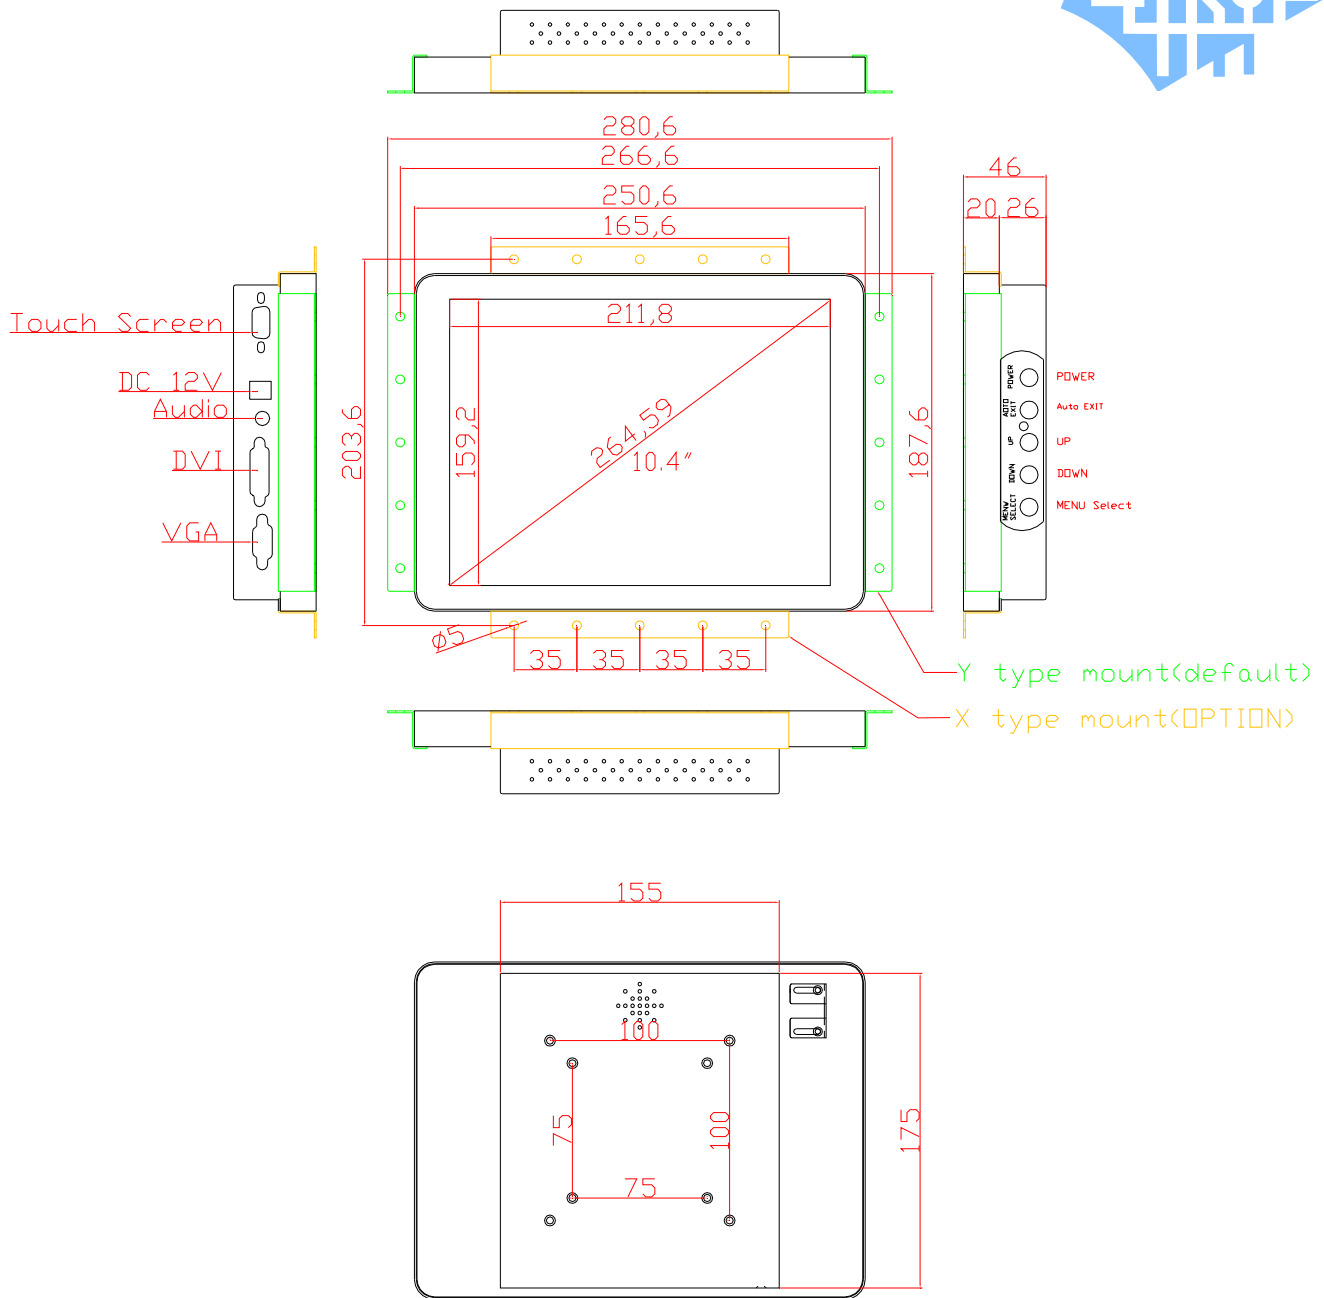 280,6
266,6
250,6
165,6
46
20 26
211,8
Touch Screen
DC 12V
Audio
DVI
VGA
203,6
159,2
264,59
10.4"
187,6
POWER
POWER
AOTO
EXIT
Auto EXIT
UP
UP
DOWN
DOWN
MENW
SELECT
MENU Select
ø5
35 35 35 35
Y type mount(default)
X type mount(OPTION)
155
100
75
100
75
175